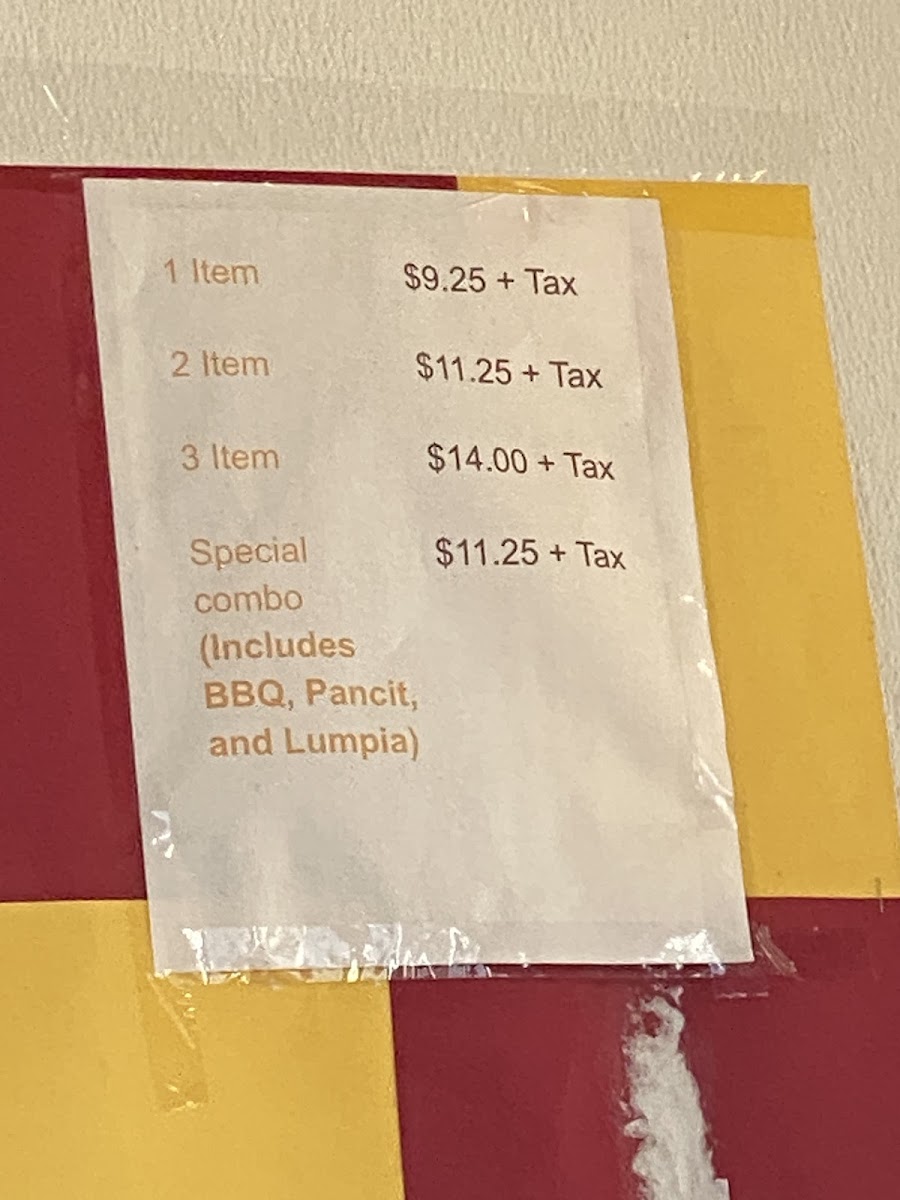 1 Item $9.25 + Tax
2 Item $11.25 + Tax
3 Item $14.00 + Tax
Special $11.25 + Tax
combo
(Includes
BBQ, Pancit,
and Lumpia)